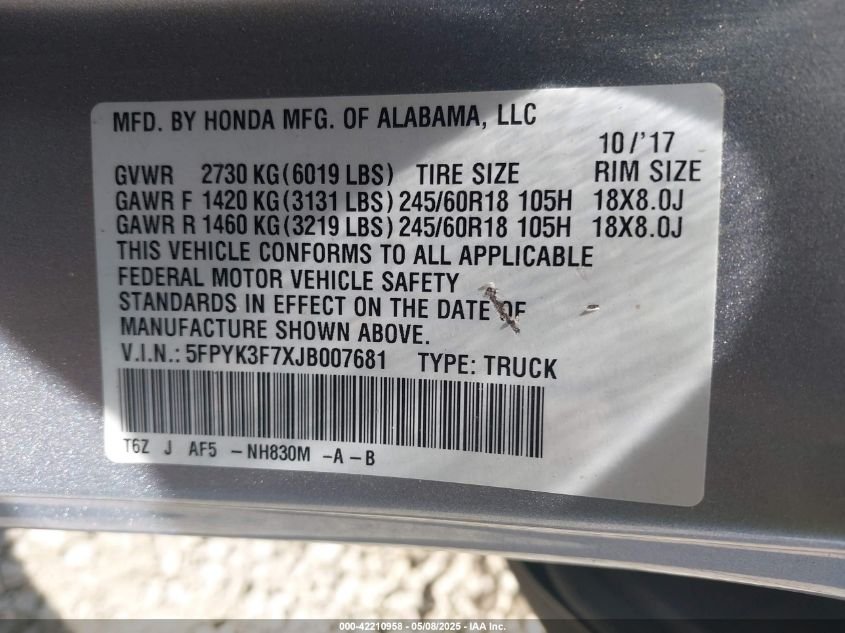 MFD. BY HONDA MFG. OF ALABAMA, LLC
10/'17
GVWR 2730 KG (6019 LBS) TIRE SIZE RIM SIZE
GAWR F 1420 KG (3131 LBS) 245/60R18 105H 18X8.0J
GAWR R 1460 KG (3219 LBS) 245/60R18 105H 18X8.0J
THIS VEHICLE CONFORMS TO ALL APPLICABLE
FEDERAL MOTOR VEHICLE SAFETY
STANDARDS IN EFFECT ON THE DATE OF
MANUFACTURE SHOWN ABOVE.
V.I.N.: 5FPYK3F7XJB007681 TYPE: TRUCK
T6Z J AF5 -NH830M -A-B
000-42210958 - 05/08/2025 - IAA Inc.